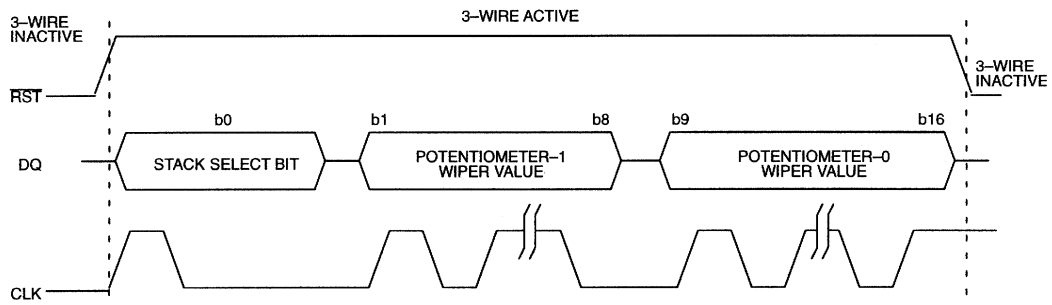 3–WIRE
INACTIVE
3–WIRE ACTIVE
3–WIRE
INACTIVE
RST
b0
b1
b8
b9
b16
DQ
STACK SELECT BIT
POTENTIOMETER–1
WIPER VALUE
POTENTIOMETER–0
WIPER VALUE
CLK